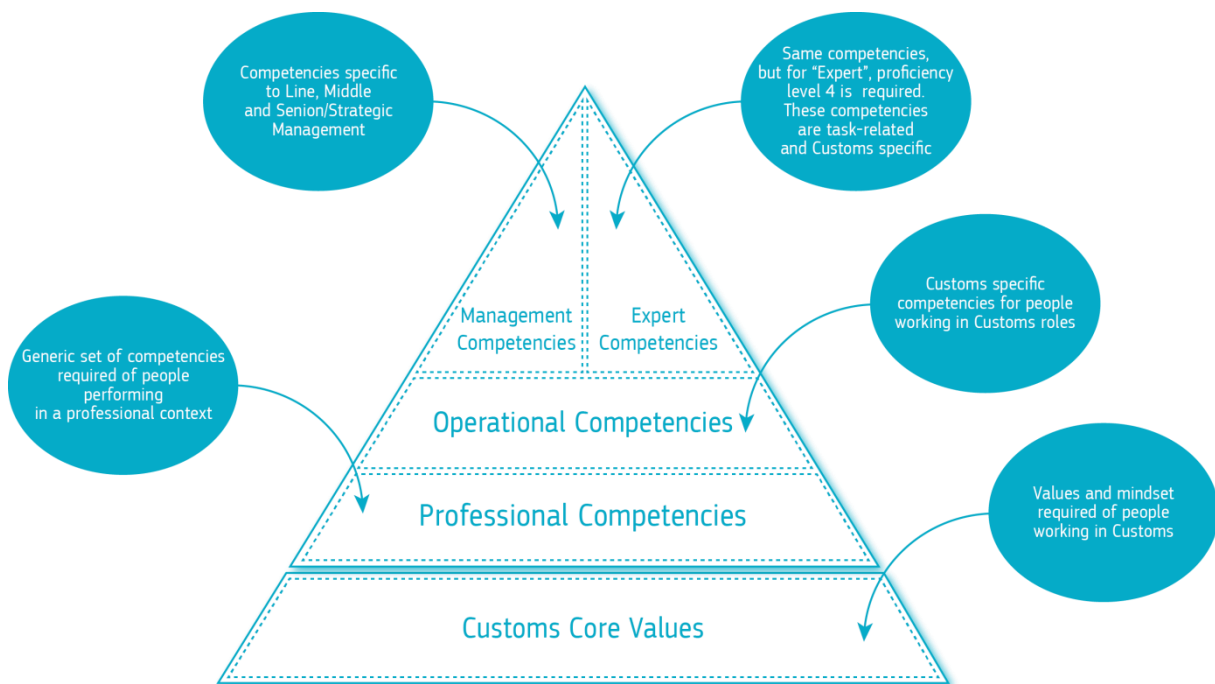 Competencies specific
to Line, Middle
and Senion/Strategic
Management
Same competencies,
but for “Expert”, proficiency
level 4 is required.
These competencies
are task-related
and Customs specific
Customs specific
competencies for people
working in Customs roles
Management
Competencies
Expert
Competencies
Generic set of competencies
required of people
performing
in a professional context
Operational Competencies
Professional Competencies
Values and mindset
required of people
working in Customs
Customs Core Values